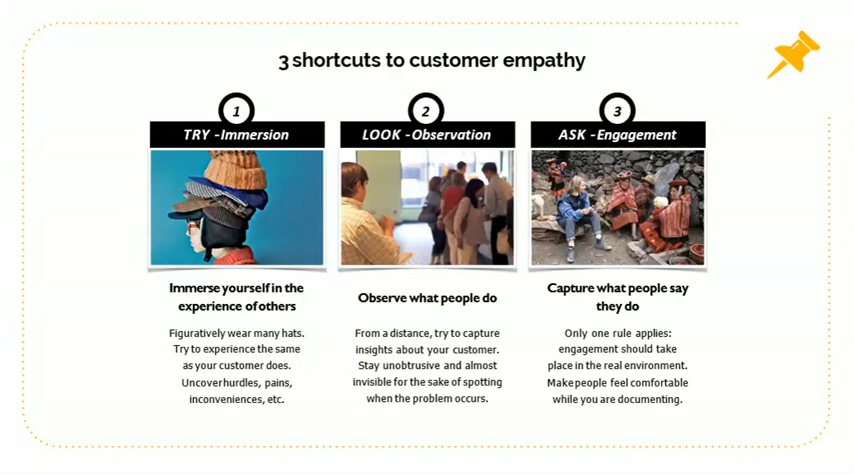 3 shortcuts to customer empathy
1
TRY - Immersion
Immerse yourself in the
experience of others
Figuratively wear many hats.
Try to experience the same
as your customer does.
Uncover hurdles, pains,
inconveniences, etc.
2
LOOK - Observation
Observe what people do
From a distance, try to capture
insights about your customer.
Stay unobtrusive and almost
invisible for the sake of spotting
when the problem occurs.
3
ASK - Engagement
Capture what people say
they do
Only one rule applies:
engagement should take
place in the real environment.
Make people feel comfortable
while you are documenting.